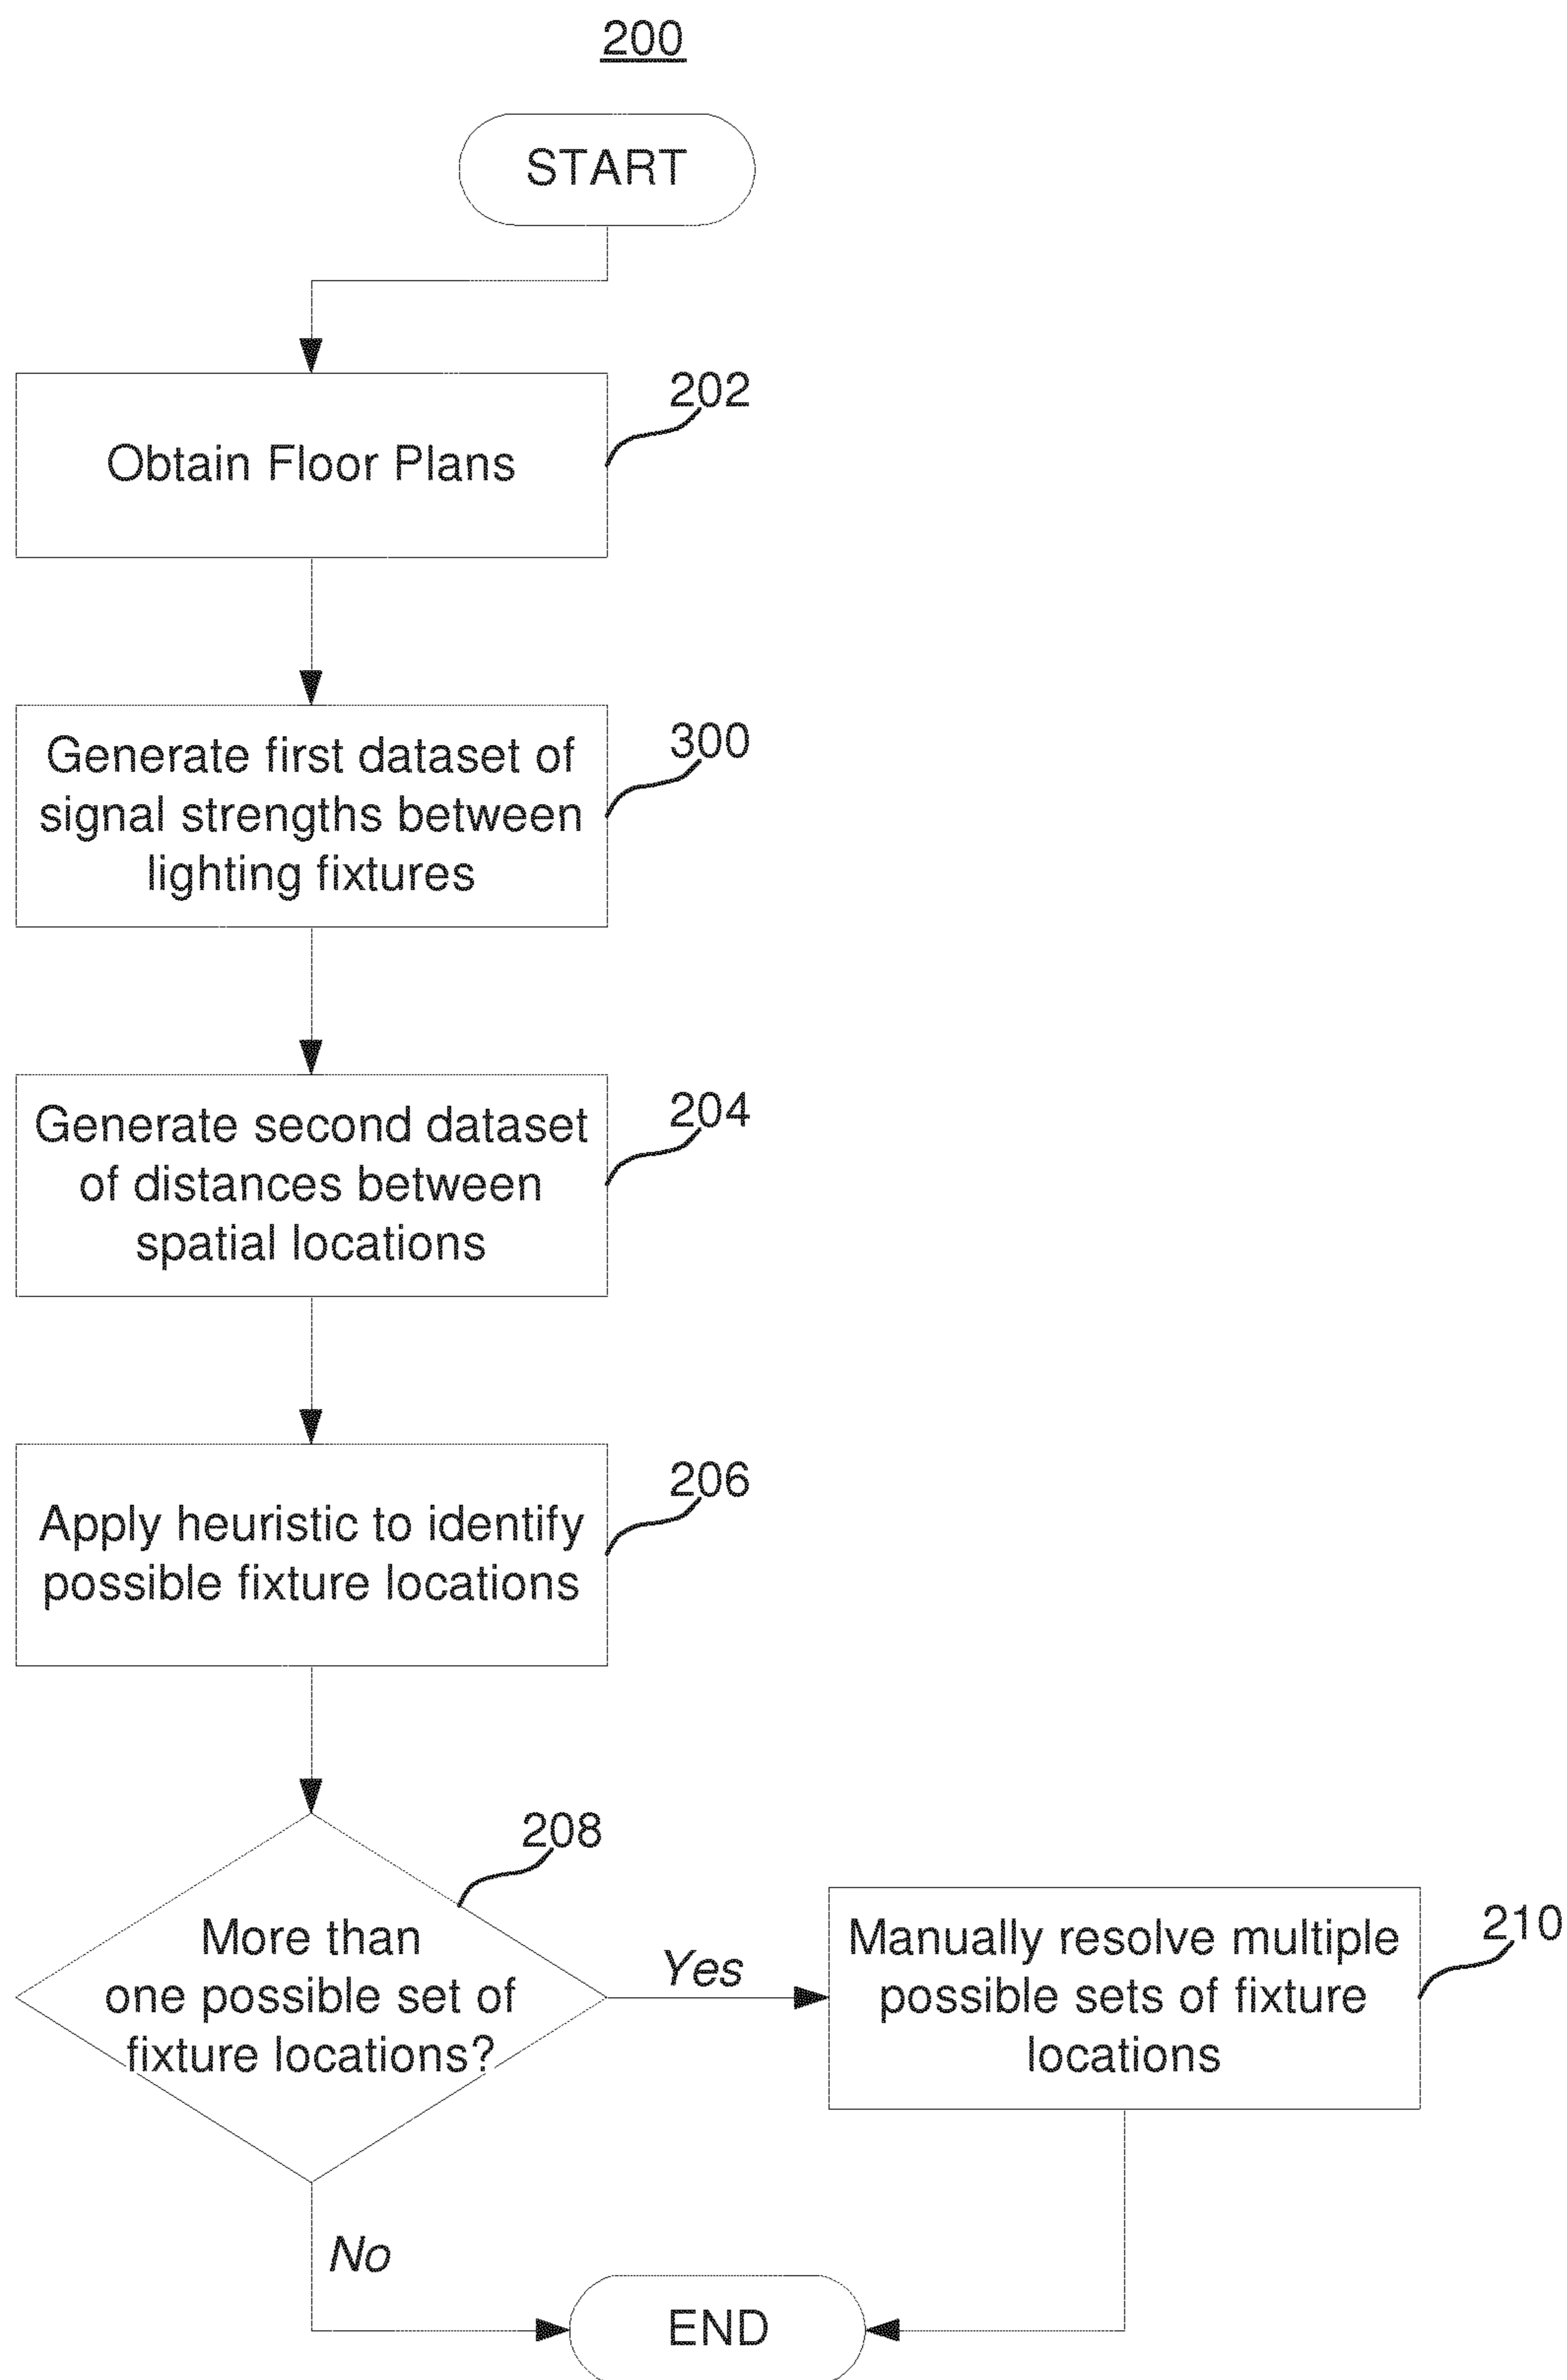 200
START
Obtain Floor Plans
202
Generate first dataset of
signal strengths between
lighting fixtures
300
Generate second dataset
of distances between
spatial locations
204
Apply heuristic to identify
possible fixture locations
206
More than
one possible set of
fixture locations?
208
Yes
Manually resolve multiple
possible sets of fixture
locations
210
No
END